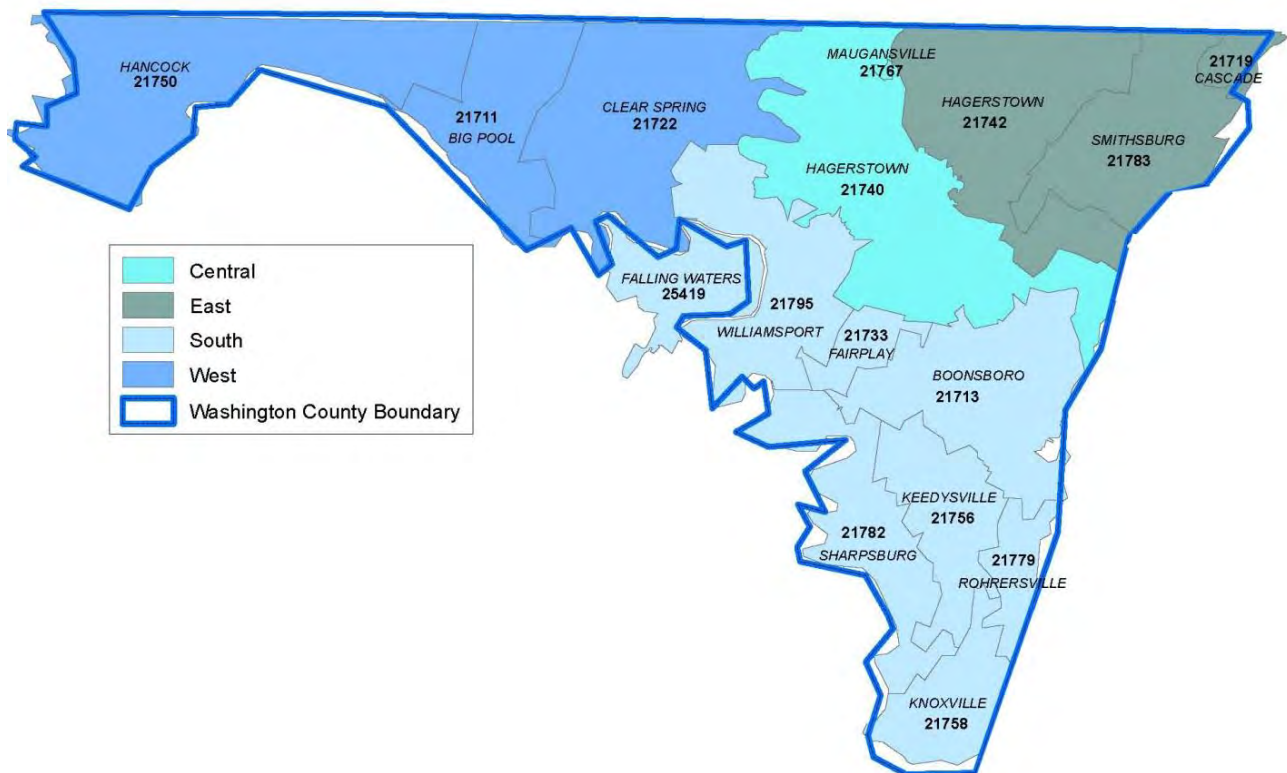 HANCOCK
21750
21711
BIG POOL
CLEAR SPRING
21722
MAUGANSVILLE
21767
HAGERSTOWN
21742
21719
CASCADE
SMITHSBURG
21783
HAGERSTOWN
21740
FALLING WATERS
25419
21795
WILLIAMSPORT
21733
FAIRPLAY
BOONSBORO
21713
KEEDYSVILLE
21756
21782
SHARPSBURG
21779
ROHRERSVILLE
KNOXVILLE
21758
Central
East
South
West
Washington County Boundary